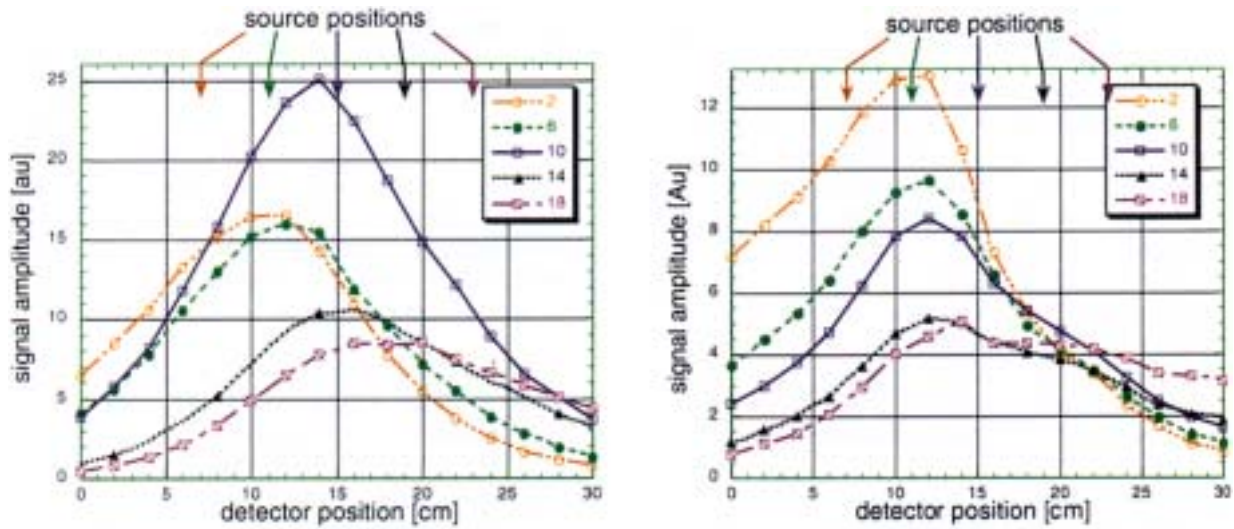 source positions
25
20
15
10
5
0
signal amplitude [au]
2
6
10
14
18
0 5 10 15 20 25 30
detector position [cm]
source positions
12
10
8
6
4
2
0
signal amplitude [Au]
2
6
10
14
18
0 5 10 15 20 25 30
detector position [cm]